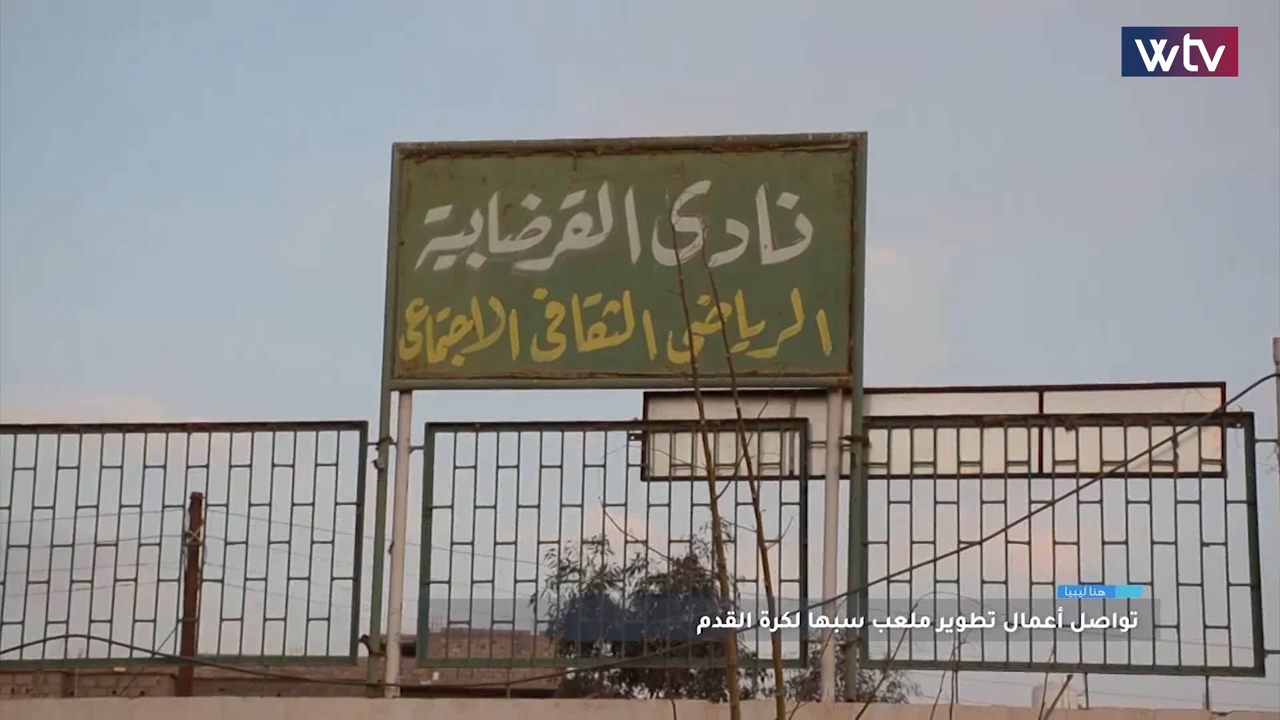 wtv
نادى القرضابية
الرياضى الثقافى الاجتماعى
هنا ليبيا
تواصل أعمال تطوير ملعب سبها لكرة القدم